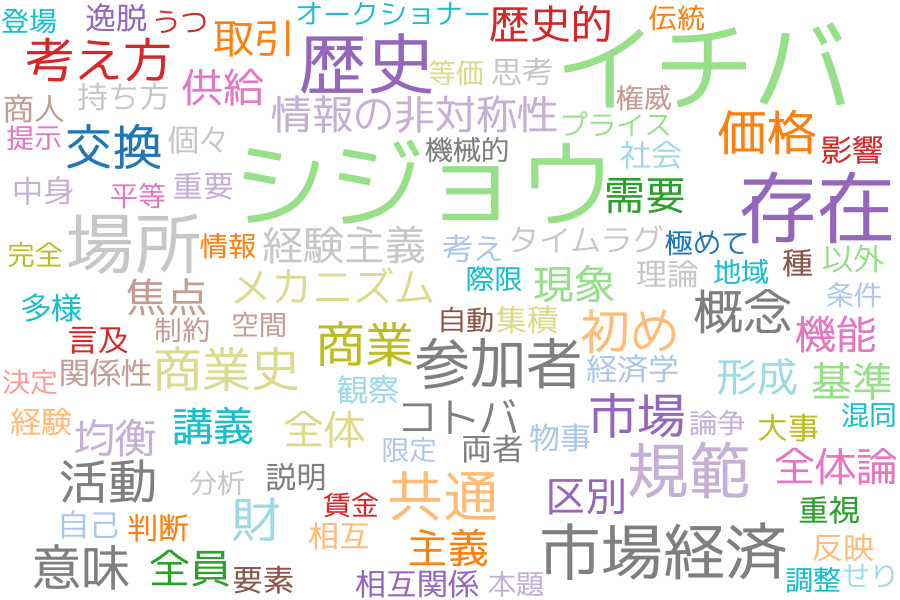 登場 逸脱 うつ オークショナー 歴史的 伝統
考え方 取引 歴史 等価 思考 イチバ
商人 持ち方 供給 情報の非対称性 権威
提示 交換 個々 機械的 プライス 社会 価格 影響
中身 平等 重要 シジョウ 需要 存在
完全 場所 情報 経験主義 考え タイムラグ 極めて 種 以外
多様 焦点 メカニズム 際限 現象 理論 地域 条件
言及 制約 空間 商業 自動 集積 初め 概念 機能
決定 関係性 商業史 観察 参加者 経済学 形成 基準
経験 均衡 講義 全体 コトバ 市場 論争 大事 混同
活動 分析 説明 限定 両者 物事 規範 全体論
自己 判断 財 賃金 共通 区別 重視
意味 全員 要素 相互 主義 市場経済 反映
相互関係 本題 調整 せり